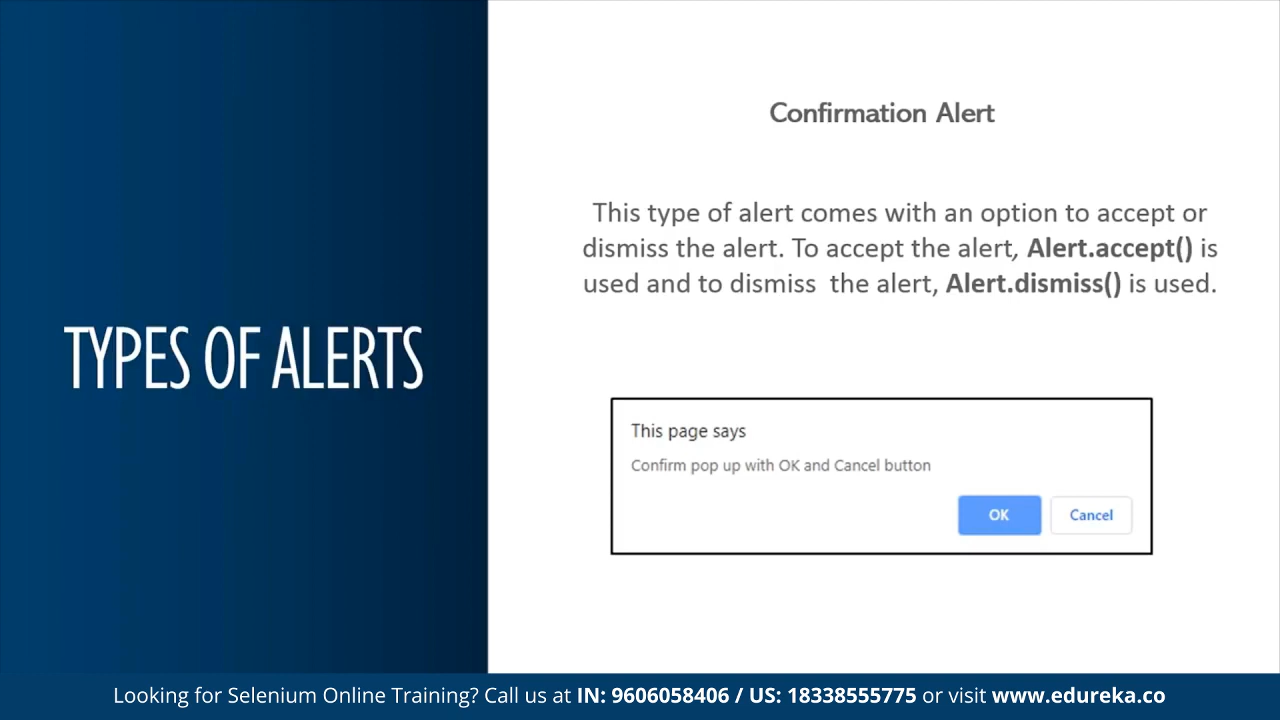 TYPES OF ALERTS
Confirmation Alert
This type of alert comes with an option to accept or
dismiss the alert. To accept the alert, Alert.accept() is
used and to dismiss  the alert, Alert.dismiss() is used.
This page says
Confirm pop up with OK and Cancel button
OK
Cancel
Looking for Selenium Online Training? Call us at IN: 9606058406 / US: 18338555775 or visit www.edureka.co